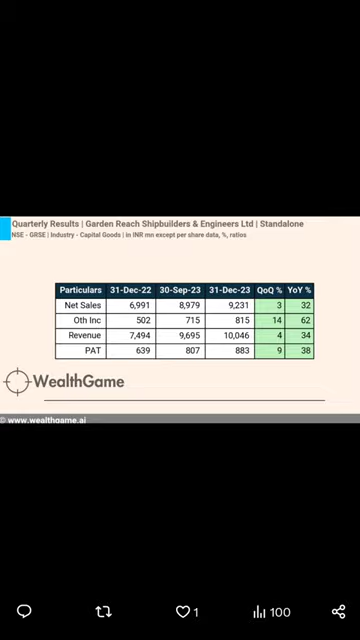 Quarterly Results | Garden Reach Shipbuilders & Engineers Ltd | Standalone
NSE - GRSE | Industry - Capital Goods | in INR mn except per share data, %, ratios
Particulars 31-Dec-22 30-Sep-23 31-Dec-23 QoQ % YoY %
Net Sales 6,991 8,979 9,231 3 32
Oth Inc 502 715 815 14 62
Revenue 7,494 9,695 10,046 4 34
PAT 639 807 883 9 38
WealthGame
© www.wealthgame.ai
1 100